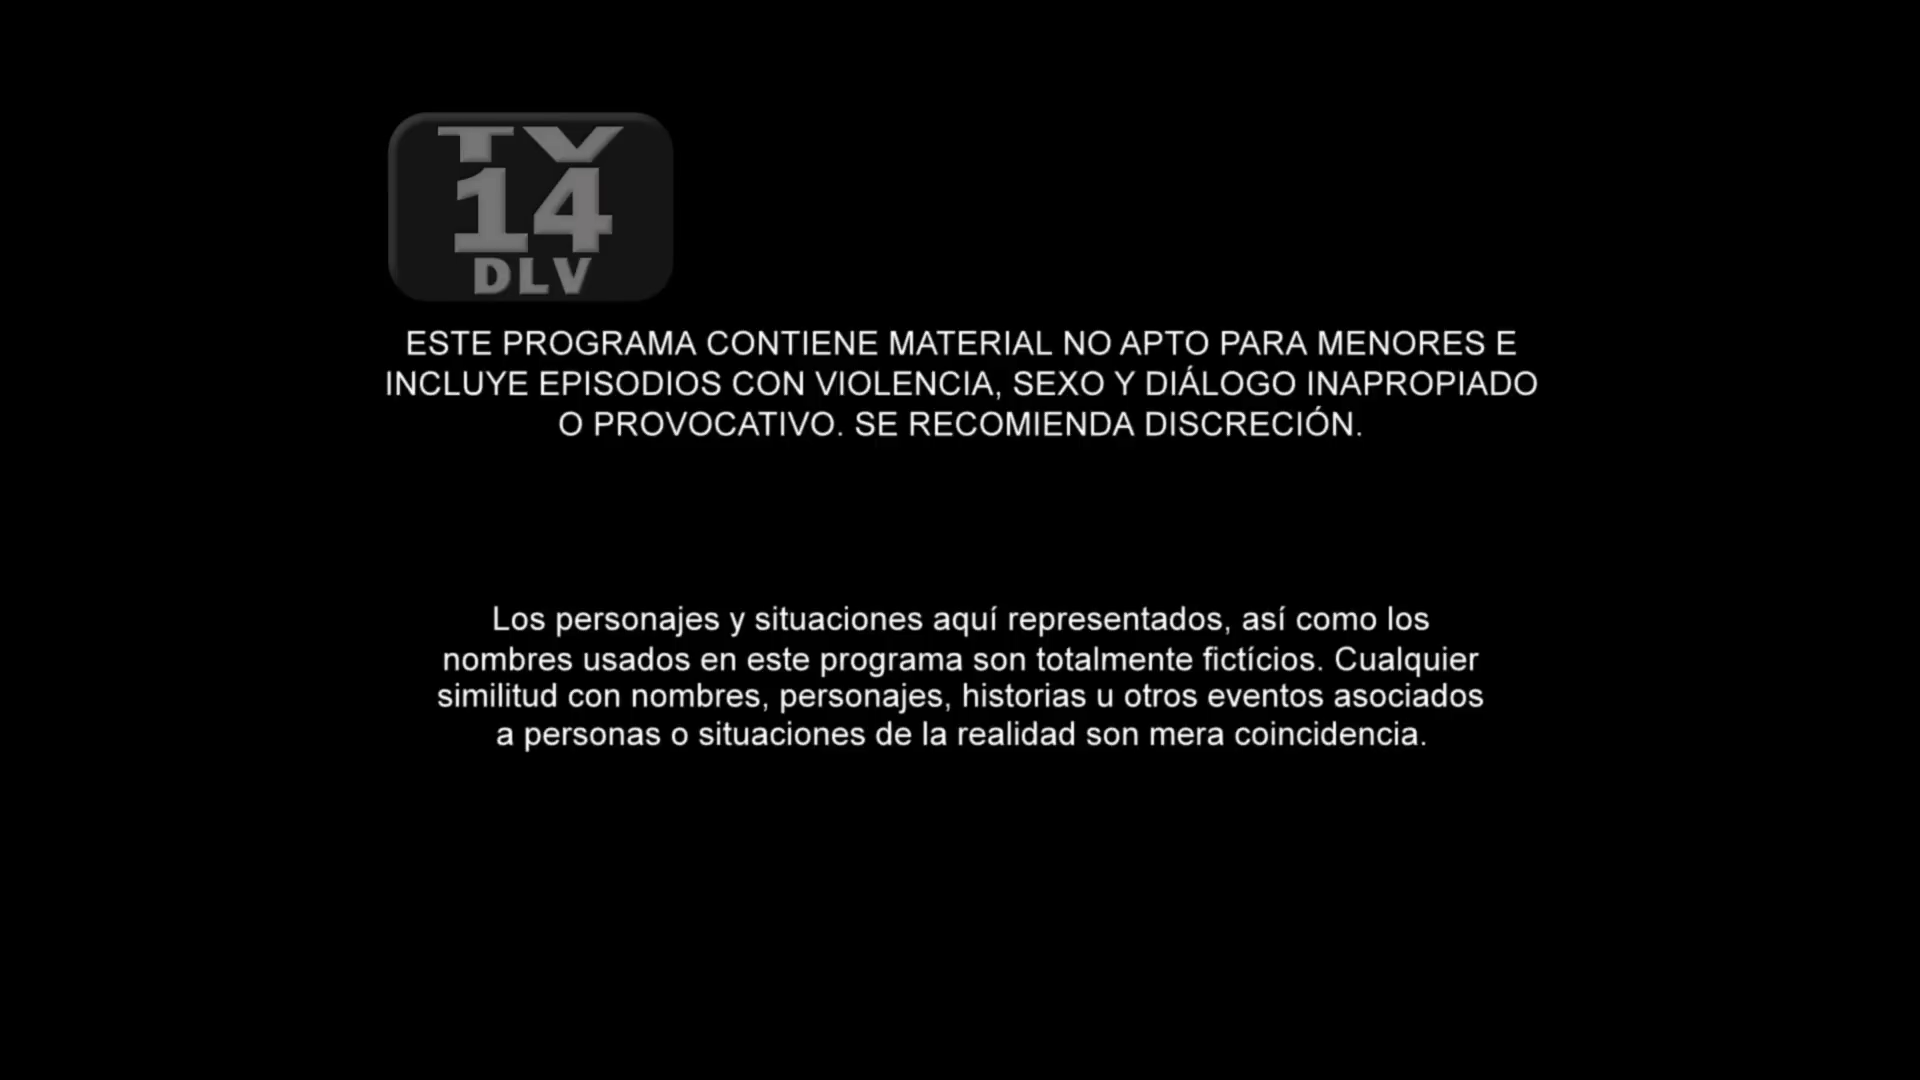 TV
14
DLV
ESTE PROGRAMA CONTIENE MATERIAL NO APTO PARA MENORES E
INCLUYE EPISODIOS CON VIOLENCIA, SEXO Y DIÁLOGO INAPROPIADO
O PROVOCATIVO. SE RECOMIENDA DISCRECIÓN.
Los personajes y situaciones aquí representados, así como los
nombres usados en este programa son totalmente fictícios. Cualquier
similitud con nombres, personajes, historias u otros eventos asociados
a personas o situaciones de la realidad son mera coincidencia.